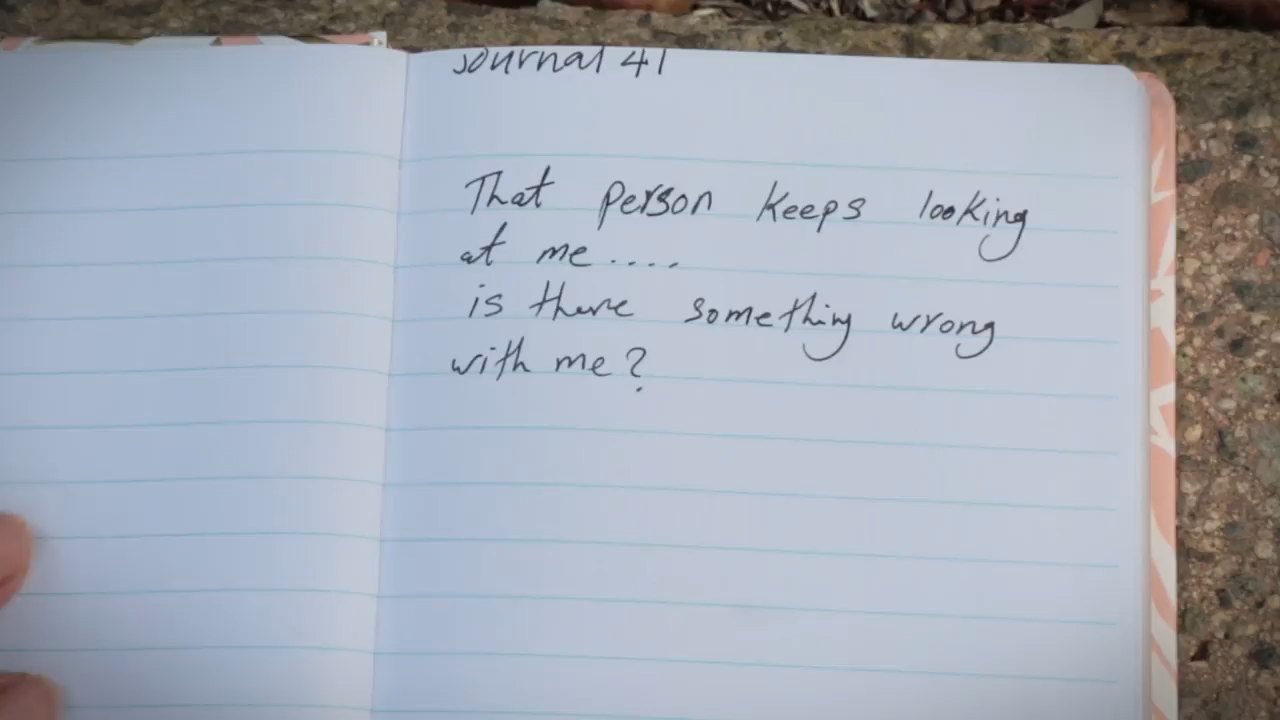 Journal 41
That person keeps looking
at me....
is there something wrong
with me?